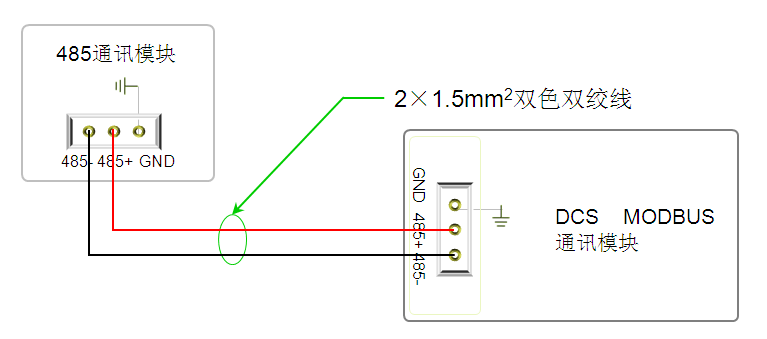 485通讯模块
485- 485+ GND
2×1.5mm²双色双绞线
GND 485+ 485-
DCS MODBUS
通讯模块